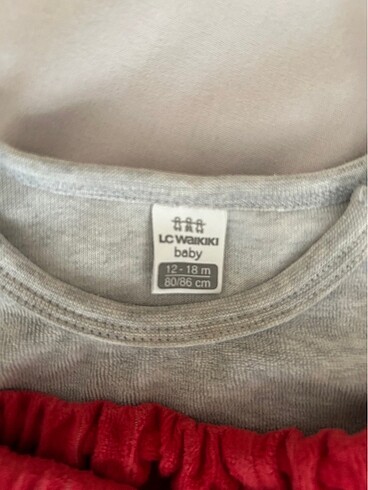 LC WAIKIKI
baby
12 - 18 m
80/86 cm